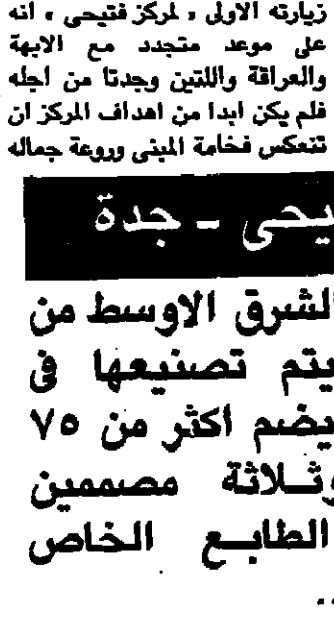 زيارته الاولى ، لمركز فتيحى ، انه
على موعد متجدد مع الابهة
والعراقة واللتين وجدتا من اجله
فلم يكن ابدا من اهداف المركز ان
تنعكس فخامة المبنى وروعة جماله
يحى - جدة
لشرق الاوسط من
يتم تصنيعها فى
يضم اكثر من ٧٥
وثلاثة مصممين
الطابع الخاص
..